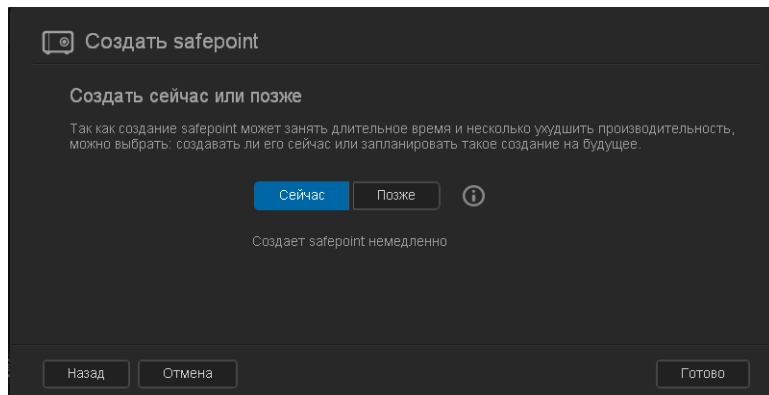 Создать safepoint
Создать сейчас или позже
Так как создание safepoint может занять длительное время и несколько ухудшить производительность,
можно выбрать: создавать ли его сейчас или запланировать такое создание на будущее.
Сейчас Позже
Создает safepoint немедленно
Назад Отмена Готово